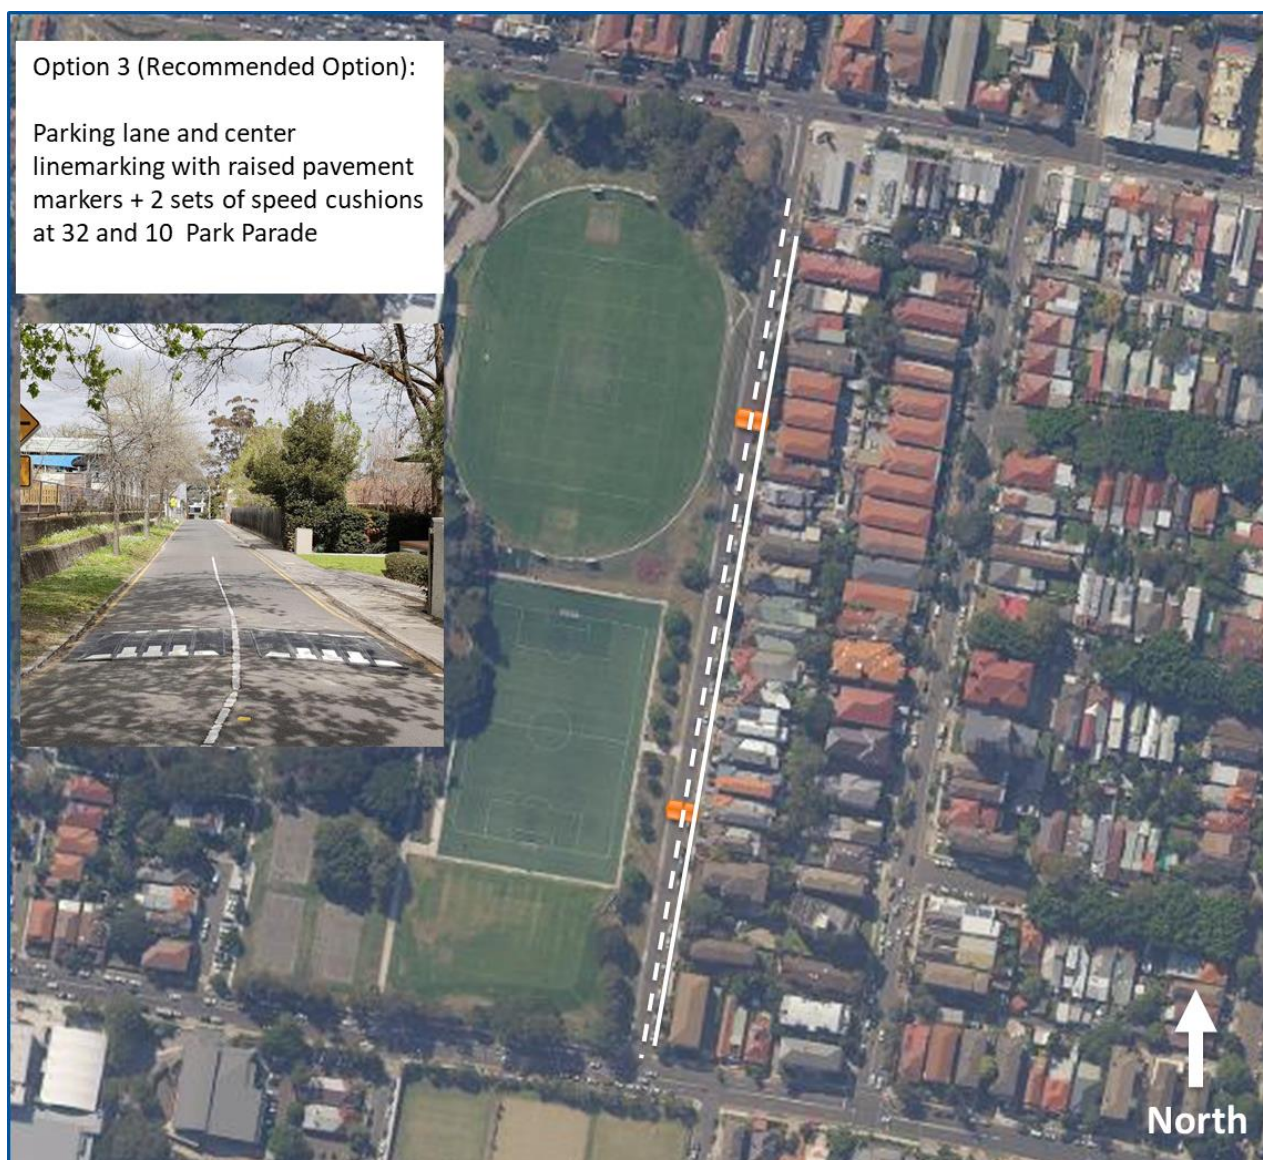 Option 3 (Recommended Option):
Parking lane and center
linemarking with raised pavement
markers + 2 sets of speed cushions
at 32 and 10  Park Parade
North